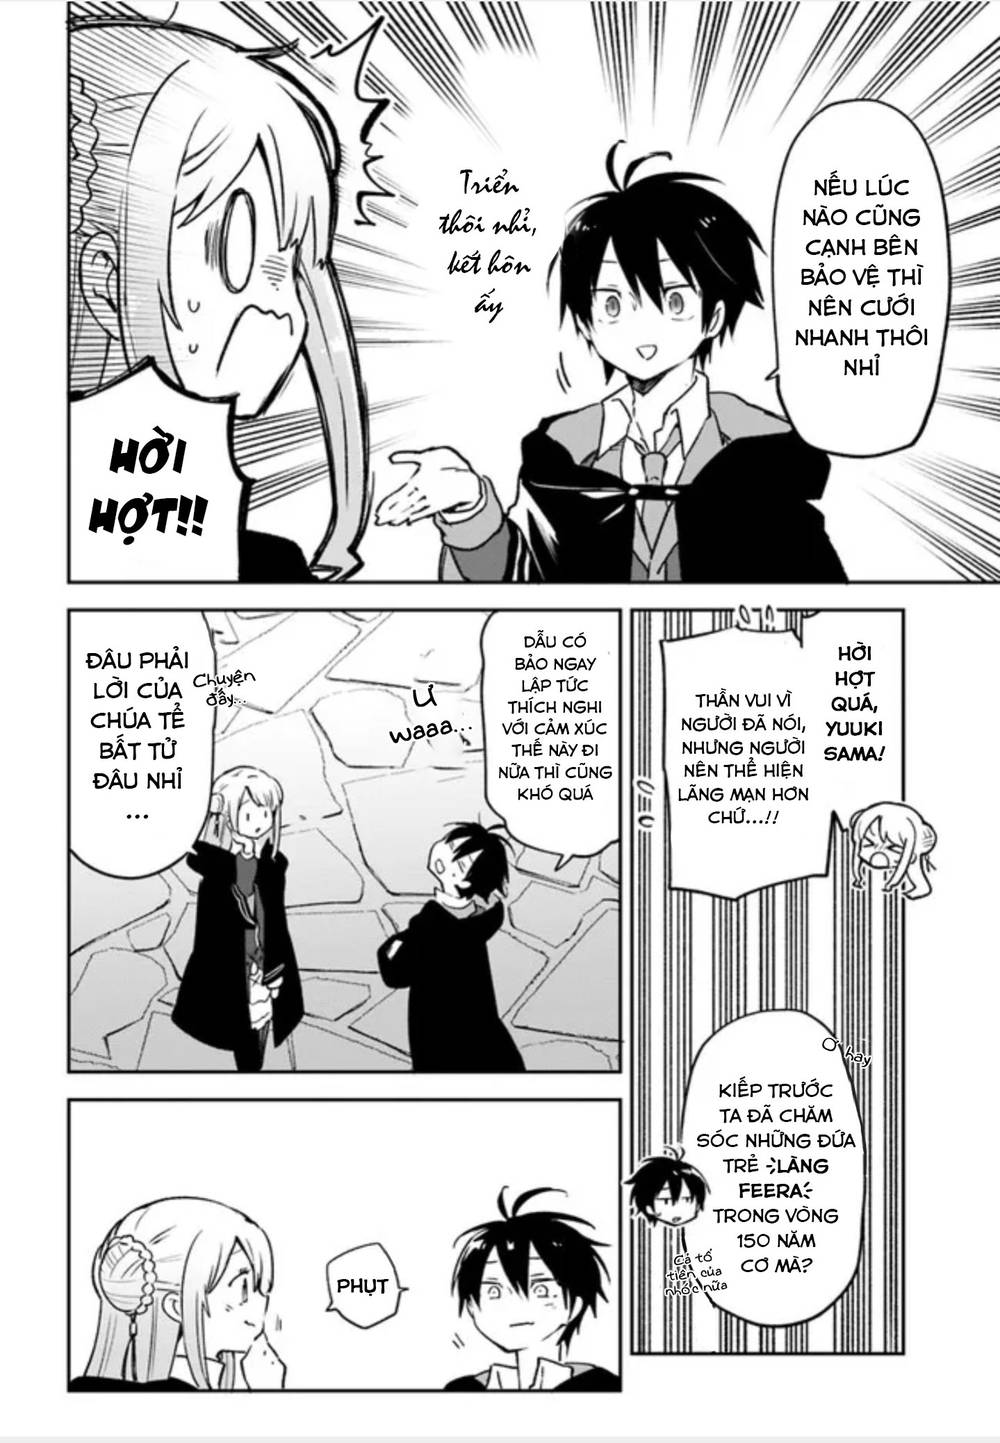 NẾU LÚC
NÀO CŨNG
CẠNH BÊN
BẢO VỆ THÌ
NÊN CƯỚI
NHANH THÔI
NHỈ
Triển
thôi nhỉ,
kết hôn
ấy
HỜI
HỢT!!
HỜI
HỢT
QUÁ,
YUUKI
SAMA!
THẦN VUI VÌ
NGƯỜI ĐÃ NÓI,
NHƯNG NGƯỜI
NÊN THỂ HIỆN
LÃNG MẠN HƠN
CHỨ...!!
Ơ hay
KIẾP TRƯỚC
TA ĐÃ CHĂM
SÓC NHỮNG ĐỨA
TRẺ LÀNG
FEERA
TRONG VÒNG
150 NĂM
CƠ MÀ?
Cả tổ
tiên của
nhóc nữa
DẪU CÓ
BẢO NGAY
LẬP TỨC
THÍCH NGHI
VỚI CẢM XÚC
THẾ NÀY ĐI
NỮA THÌ CŨNG
KHÓ QUÁ
Ư
waaa...
Chuyện
đấy...
ĐÂU PHẢI
LỜI CỦA
CHÚA TỂ
BẤT TỬ
ĐÂU NHỈ
...
PHỤT